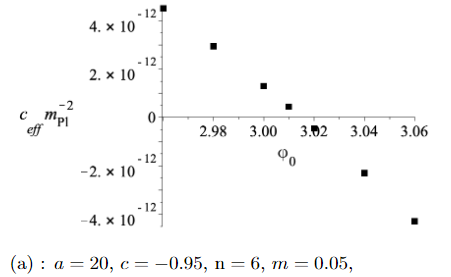 4. × 10⁻¹²
2. × 10⁻¹²
c_eff m_Pl⁻²
0
2.98 3.00 3.02 3.04 3.06
φ₀
−2. × 10⁻¹²
−4. × 10⁻¹²
(a) : a = 20, c = −0.95, n = 6, m = 0.05,